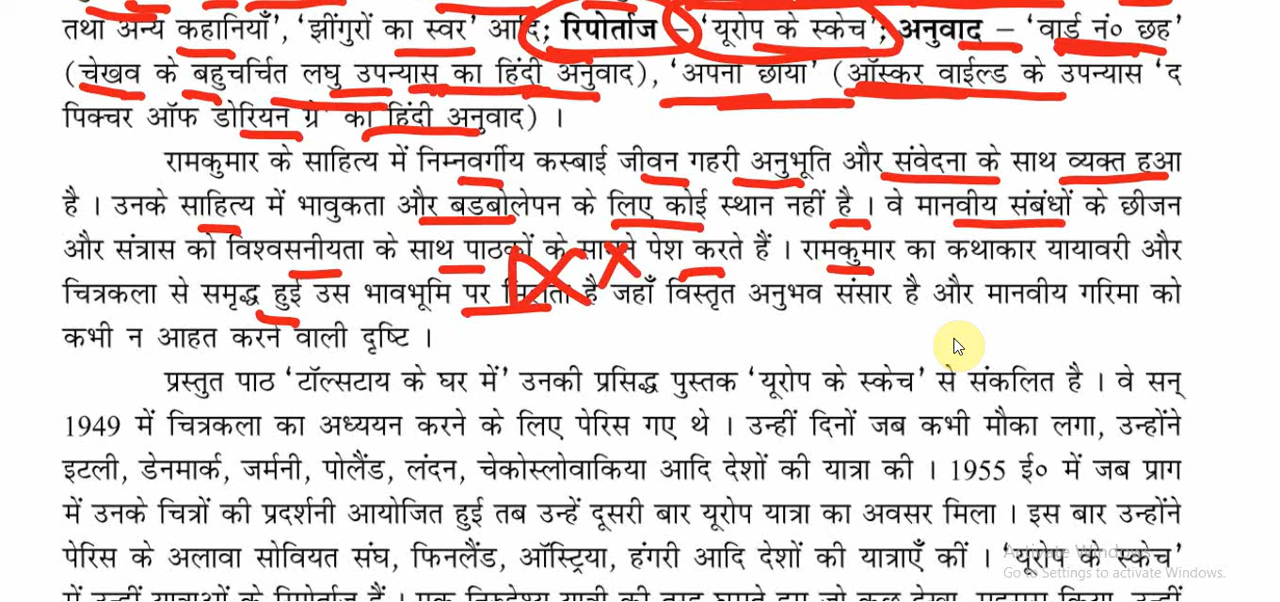 तथा अन्य कहानियाँ’, ‘झींगुरों का स्वर’ आदि; रिपोर्ताज – ‘यूरोप के स्केच’; अनुवाद – ‘वार्ड नं० छह’
(चेखव के बहुचर्चित लघु उपन्यास का हिंदी अनुवाद), ‘अपनी छाया’ (ऑस्कर वाईल्ड के उपन्यास ‘द
पिक्चर ऑफ डोरियन ग्रे’ का हिंदी अनुवाद) ।
रामकुमार के साहित्य में निम्नवर्गीय कस्बाई जीवन गहरी अनुभूति और संवेदना के साथ व्यक्त हुआ
है । उनके साहित्य में भावुकता और बड़बोलेपन के लिए कोई स्थान नहीं है । वे मानवीय संबंधों के छीजन
और संत्रास को विश्वसनीयता के साथ पाठकों के सामने पेश करते हैं । रामकुमार का कथाकार यायावरी और
चित्रकला से समृद्ध हुई उस भावभूमि पर मिलता है जहाँ विस्तृत अनुभव संसार है और मानवीय गरिमा को
कभी न आहत करने वाली दृष्टि ।
प्रस्तुत पाठ ‘टॉल्सटाय के घर में’ उनकी प्रसिद्ध पुस्तक ‘यूरोप के स्केच’ से संकलित है । वे सन्
1949 में चित्रकला का अध्ययन करने के लिए पेरिस गए थे । उन्हीं दिनों जब कभी मौका लगा, उन्होंने
इटली, डेनमार्क, जर्मनी, पोलैंड, लंदन, चेकोस्लोवाकिया आदि देशों की यात्रा की । 1955 ई० में जब प्राग
में उनके चित्रों की प्रदर्शनी आयोजित हुई तब उन्हें दूसरी बार यूरोप यात्रा का अवसर मिला । इस बार उन्होंने
पेरिस के अलावा सोवियत संघ, फिनलैंड, ऑस्ट्रिया, हंगरी आदि देशों की यात्राएँ कीं । ‘यूरोप के स्केच’
Activate Windows
Go to Settings to activate Windows.